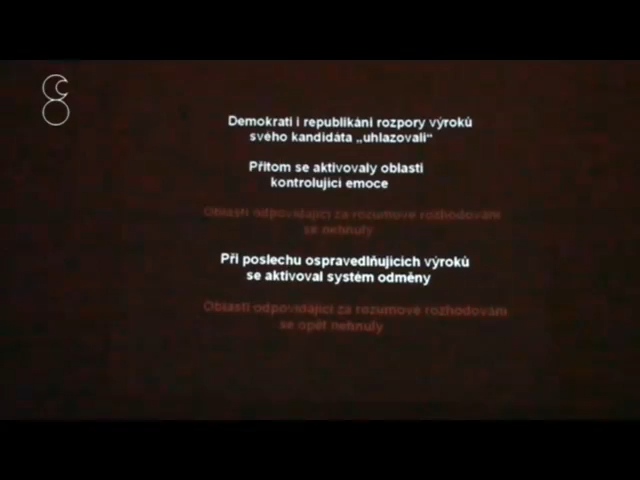 Demokrati i republikáni rozpory výroků
svého kandidáta „uhlazovali“
Přitom se aktivovaly oblasti
kontrolující emoce
Oblasti odpovídající za rozumové rozhodování
se nehnuly
Při poslechu ospravedlňujících výroků
se aktivoval systém odměny
Oblasti odpovídající za rozumové rozhodování
se opět nehnuly